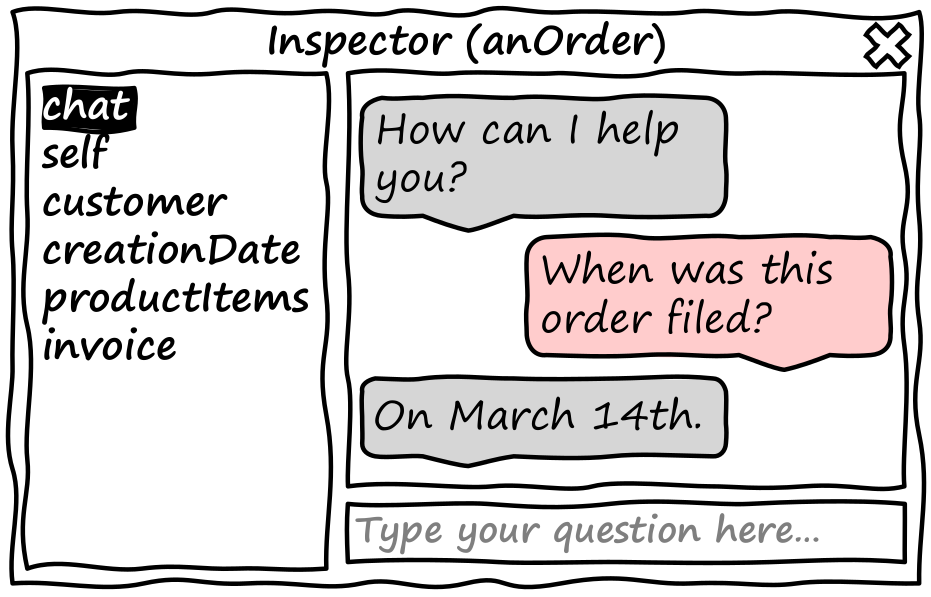 Inspector (anOrder)
chat
self
customer
creationDate
productItems
invoice
How can I help
you?
When was this
order filed?
On March 14th.
Type your question here...